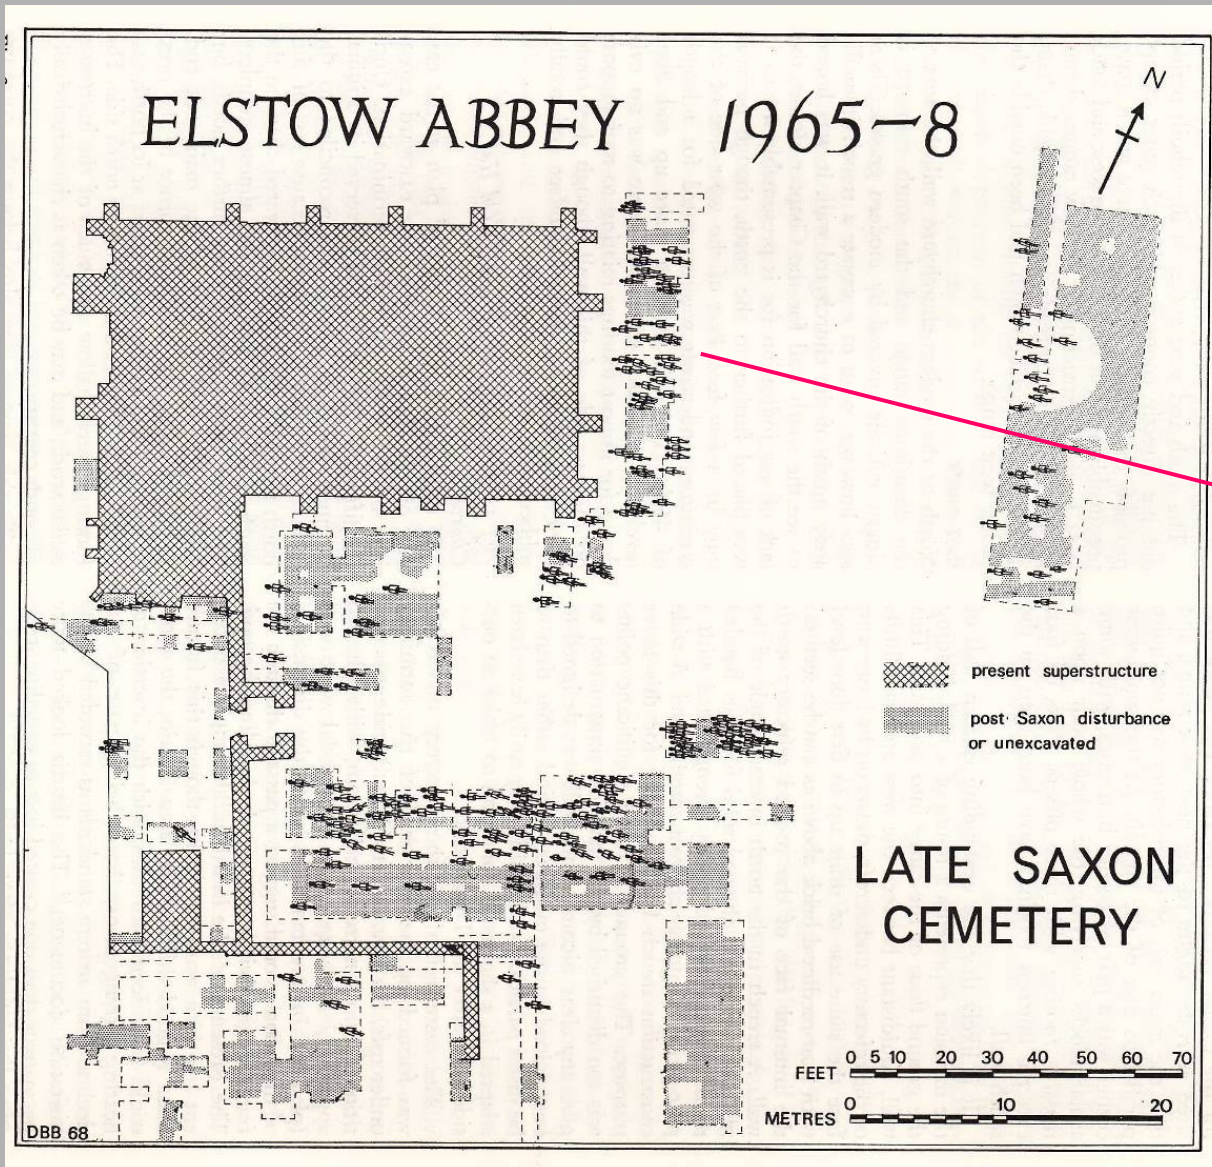 N
ELSTOW ABBEY 1965-8
present superstructure
post Saxon disturbance
or unexcavated
LATE SAXON
CEMETERY
0 5 10 20 30 40 50 60 70
FEET
0 10 20
METRES
DBB 68